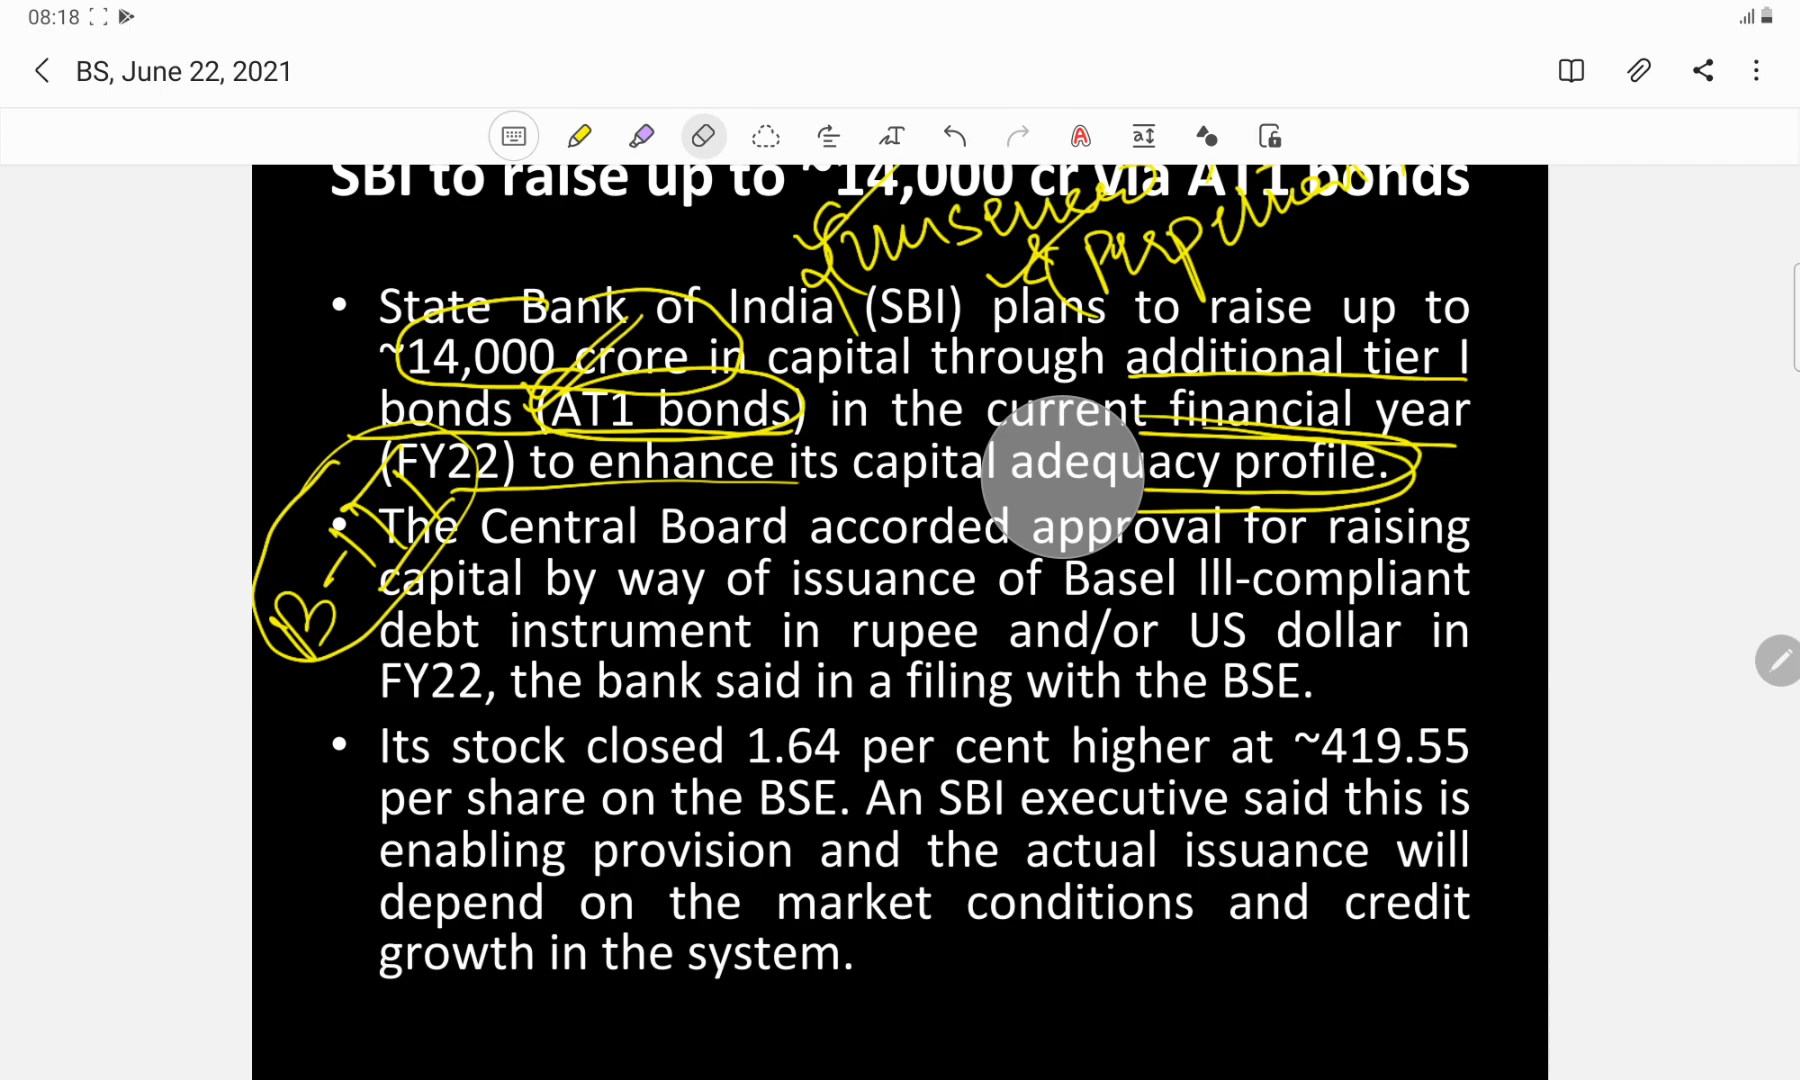 08:18
BS, June 22, 2021
SBI to raise up to ~14,000 cr via AT1 bonds
unsecured
perpetual
• State Bank of India (SBI) plans to raise up to
~14,000 crore in capital through additional tier I
bonds (AT1 bonds) in the current financial year
(FY22) to enhance its capital adequacy profile.
• The Central Board accorded approval for raising
capital by way of issuance of Basel lll-compliant
debt instrument in rupee and/or US dollar in
FY22, the bank said in a filing with the BSE.
B-III
• Its stock closed 1.64 per cent higher at ~419.55
per share on the BSE. An SBI executive said this is
enabling provision and the actual issuance will
depend on the market conditions and credit
growth in the system.